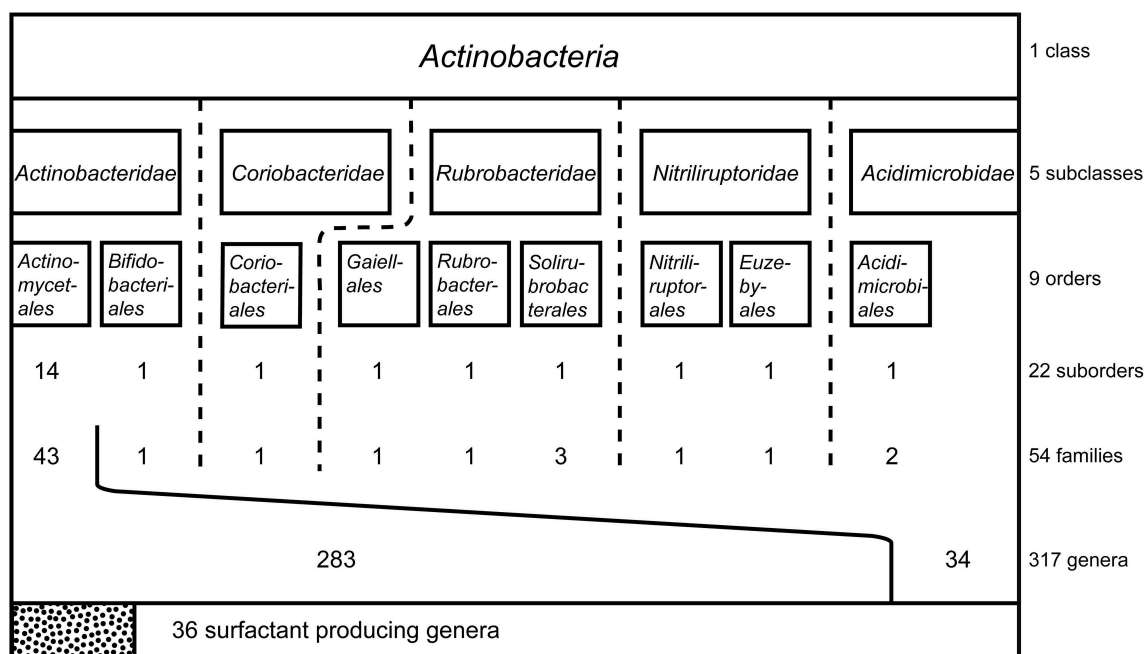 Actinobacteria
1 class
Actinobacteridae
Coriobacteridae
Rubrobacteridae
Nitriliruptoridae
Acidimicrobidae
5 subclasses
Actino-
mycet-
ales
Bifido-
bacteri-
ales
Corio-
bacteri-
ales
Gaiell-
ales
Rubro-
bacter-
ales
Soliru-
brobac
terales
Nitrili-
ruptor-
ales
Euze-
by-
ales
Acidi-
microbi-
ales
9 orders
14 1 1 1 1 1 1 1 1 22 suborders
43 1 1 1 1 3 1 1 2 54 families
283 34 317 genera
36 surfactant producing genera